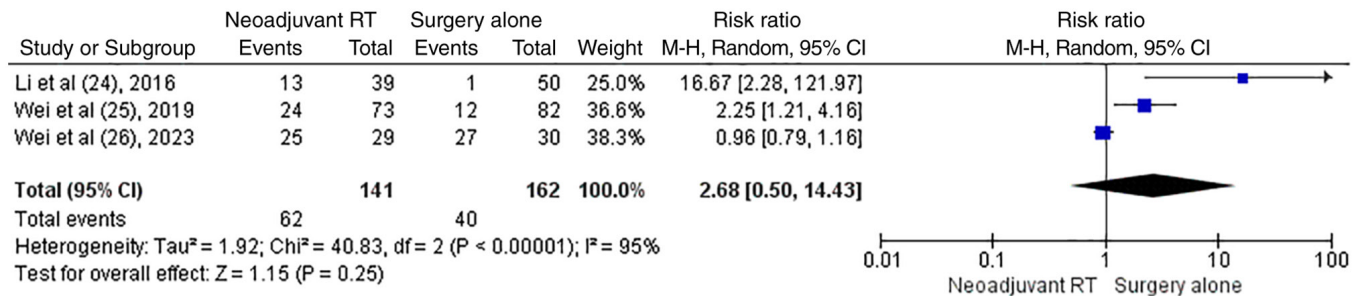 Neoadjuvant RT Surgery alone Risk ratio Risk ratio
Study or Subgroup Events Total Events Total Weight M-H, Random, 95% CI M-H, Random, 95% CI
Li et al (24), 2016 13 39 1 50 25.0% 16.67 [2.28, 121.97]
Wei et al (25), 2019 24 73 12 82 36.6% 2.25 [1.21, 4.16]
Wei et al (26), 2023 25 29 27 30 38.3% 0.96 [0.79, 1.16]
Total (95% CI) 141 162 100.0% 2.68 [0.50, 14.43]
Total events 62 40
Heterogeneity: Tau² = 1.92; Chi² = 40.83, df = 2 (P < 0.00001); I² = 95%
Test for overall effect: Z = 1.15 (P = 0.25)
0.01 0.1 1 10 100
Neoadjuvant RT Surgery alone